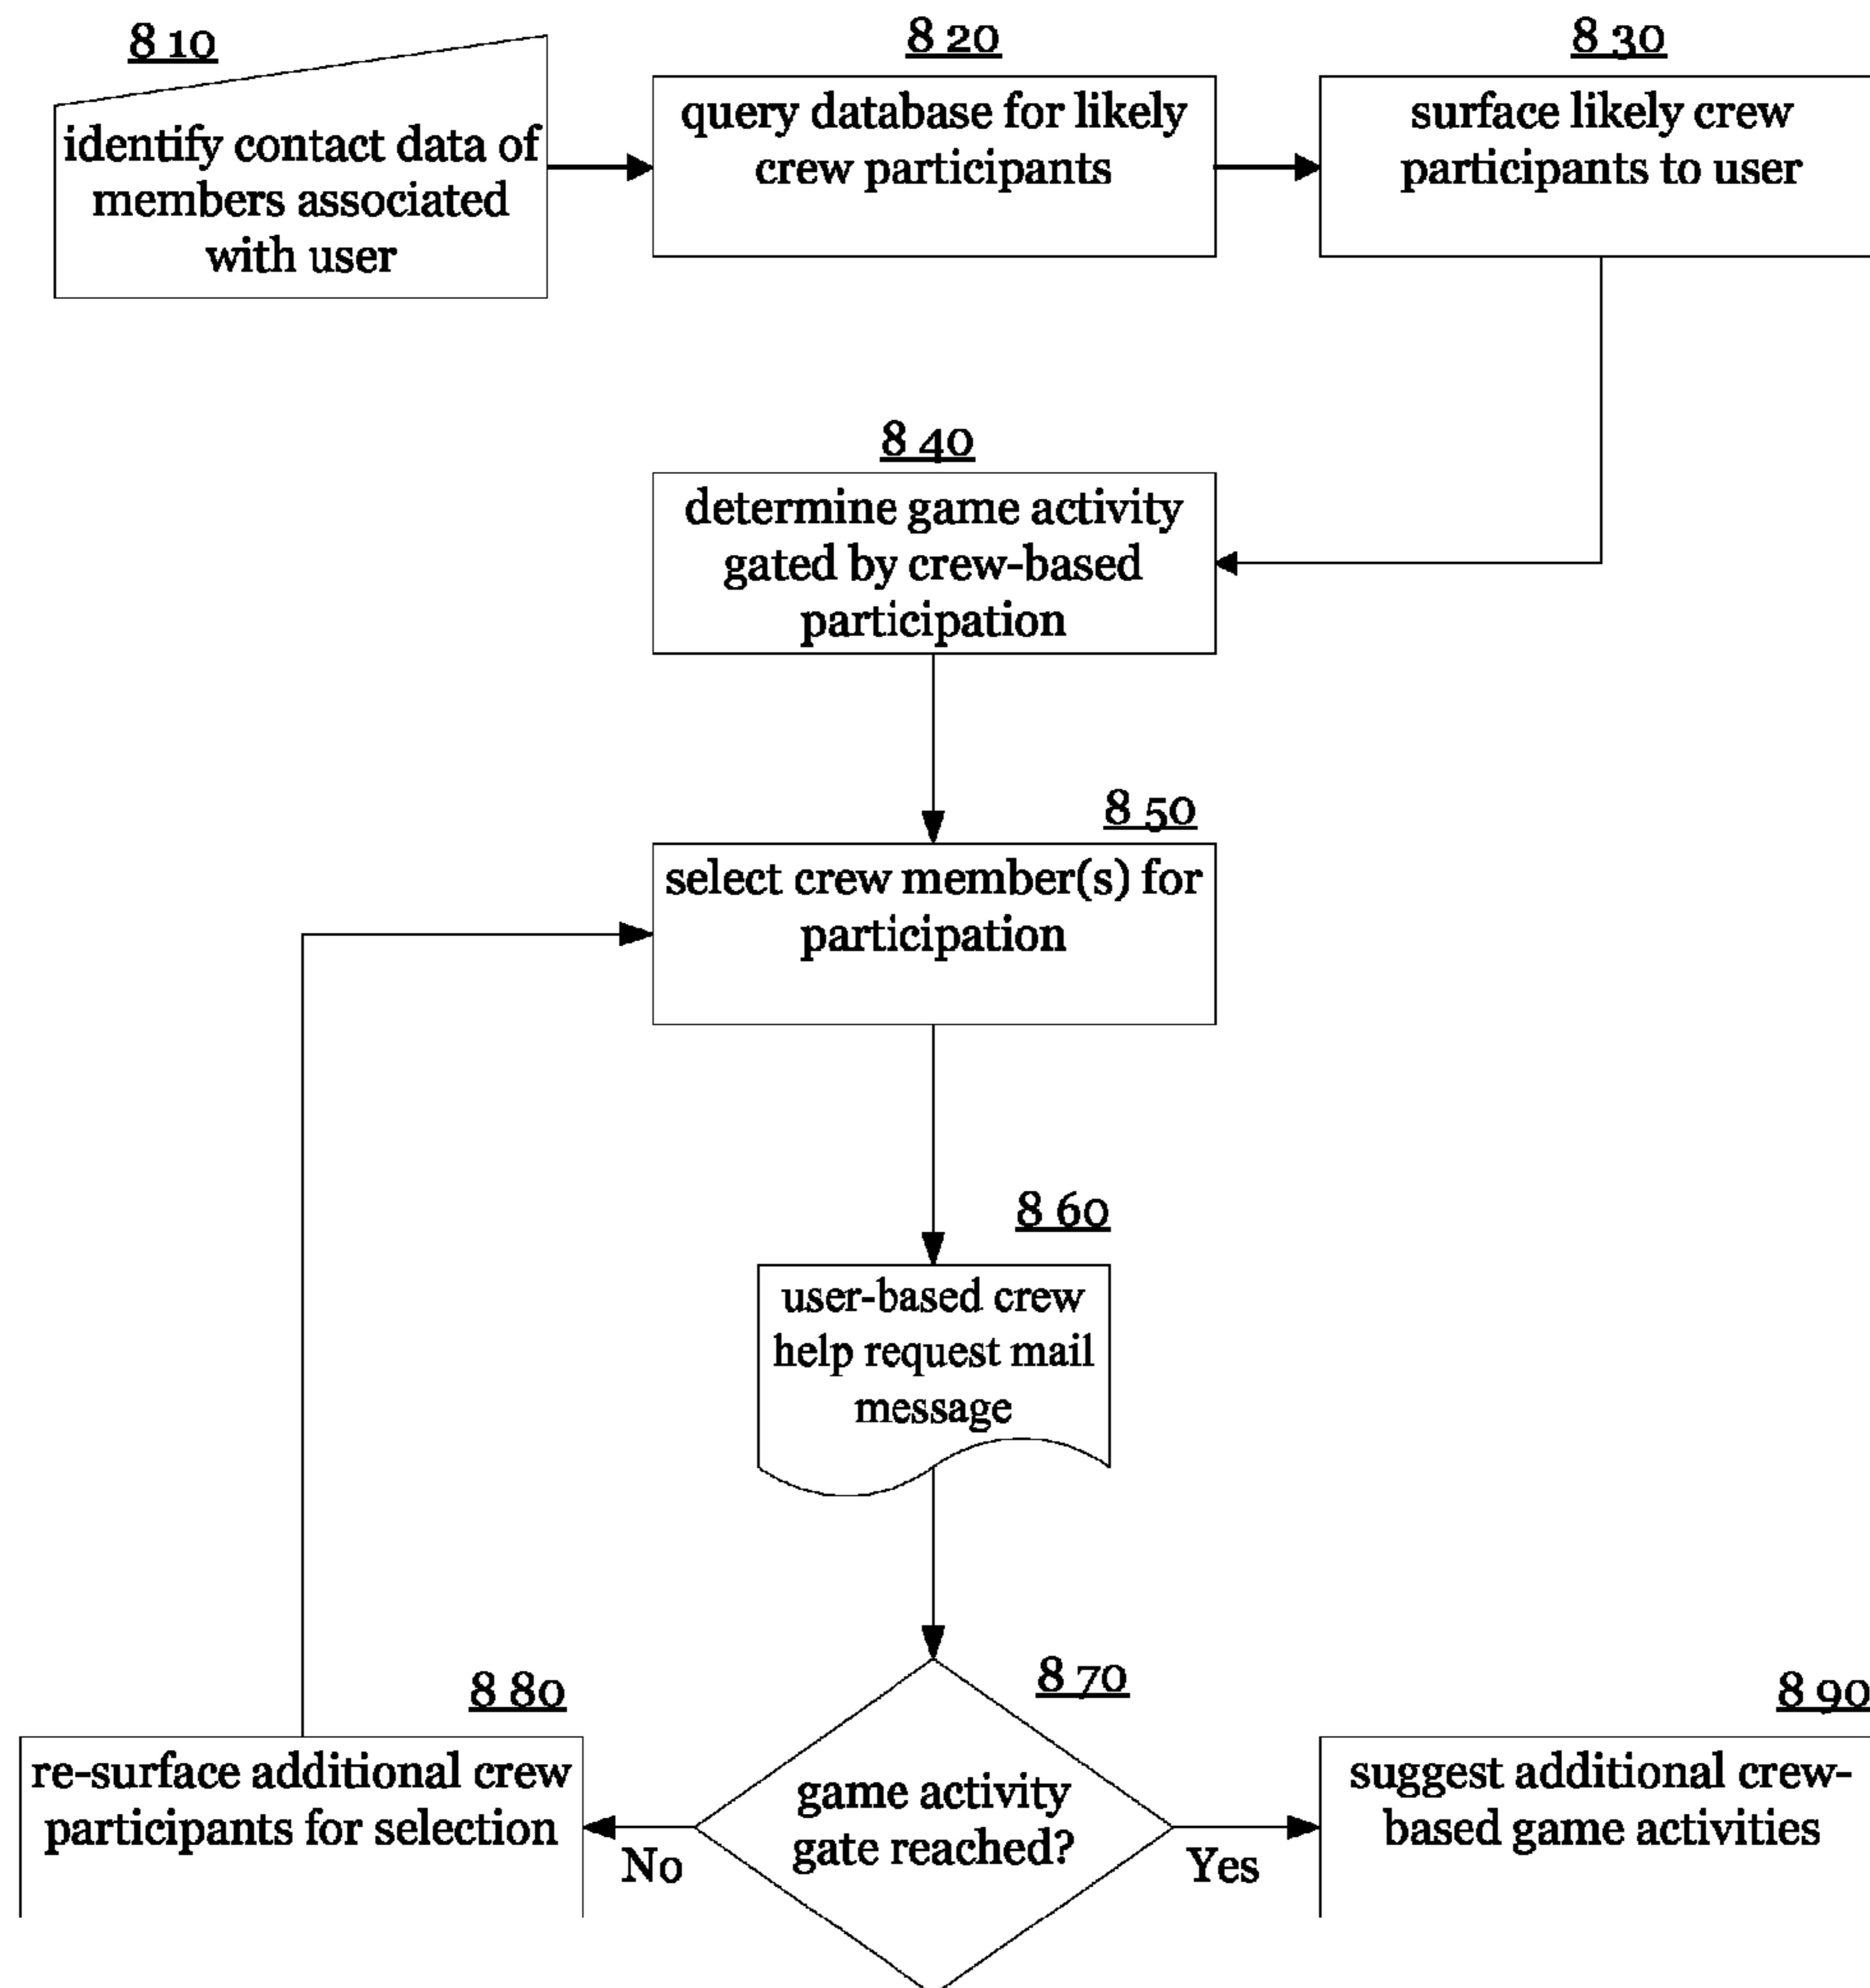 8 10
identify contact data of
members associated
with user
8 20
query database for likely
crew participants
8 30
surface likely crew
participants to user
8 40
determine game activity
gated by crew-based
participation
8 50
select crew member(s) for
participation
8 60
user-based crew
help request mail
message
8 70
game activity
gate reached?
No
Yes
8 80
re-surface additional crew
participants for selection
8 90
suggest additional crew-
based game activities